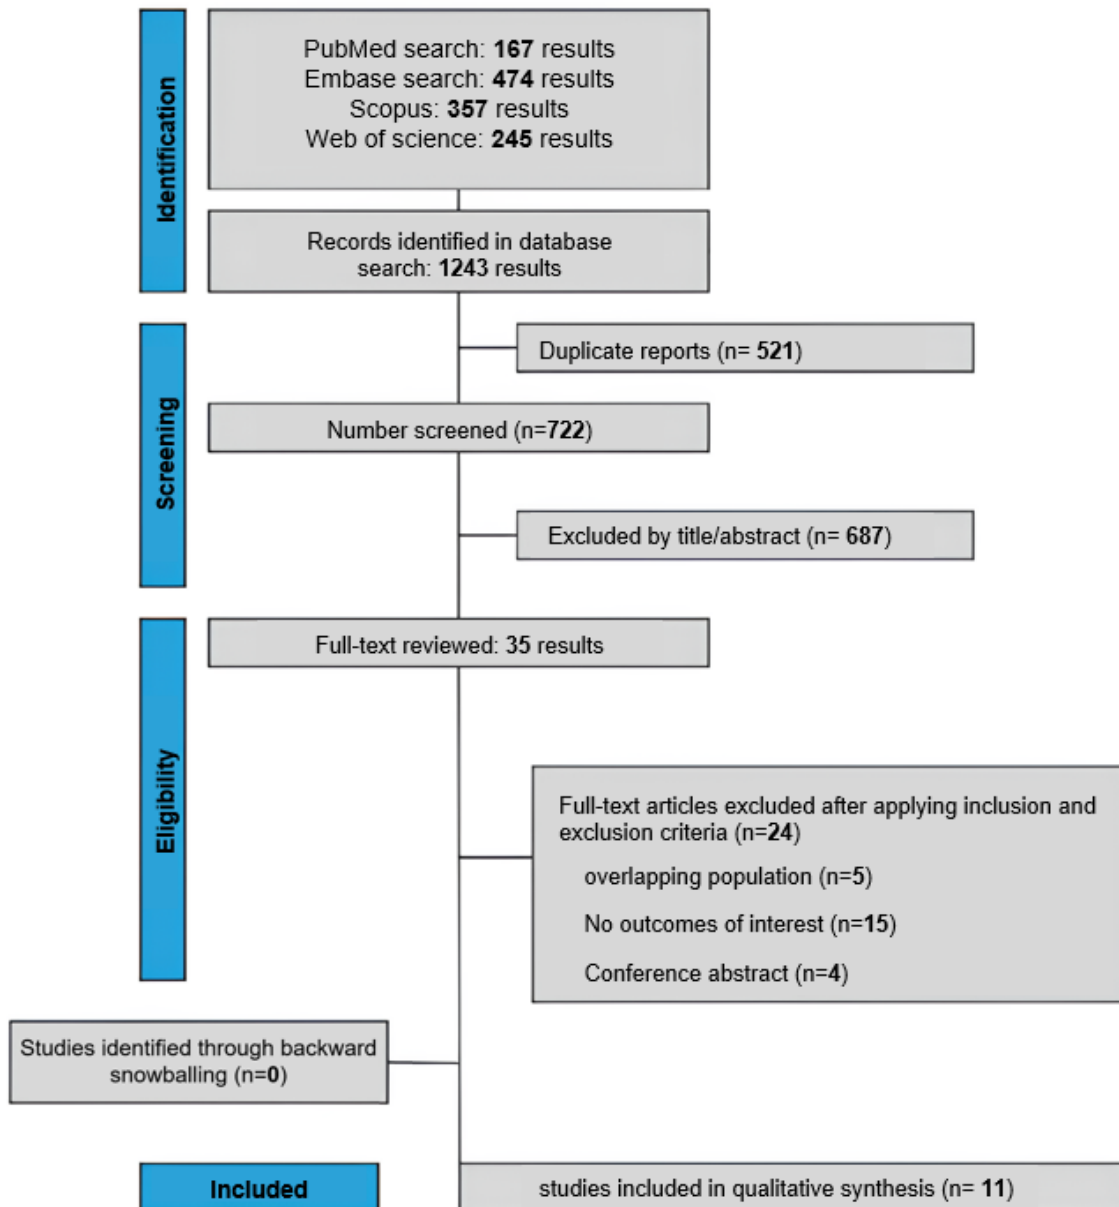 Identification
PubMed search: 167 results
Embase search: 474 results
Scopus: 357 results
Web of science: 245 results
Records identified in database
search: 1243 results
Screening
Duplicate reports (n= 521)
Number screened (n=722)
Excluded by title/abstract (n= 687)
Eligibility
Full-text reviewed: 35 results
Full-text articles excluded after applying inclusion and
exclusion criteria (n=24)
overlapping population (n=5)
No outcomes of interest (n=15)
Conference abstract (n=4)
Studies identified through backward
snowballing (n=0)
Included
studies included in qualitative synthesis (n= 11)